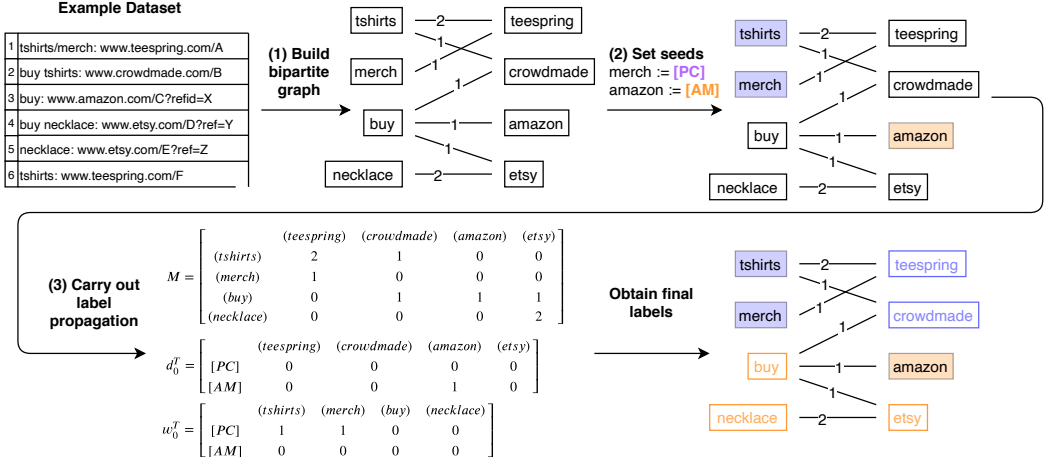 Example Dataset
1 tshirts/merch: www.teespring.com/A
2 buy tshirts: www.crowdmade.com/B
3 buy: www.amazon.com/C?refid=X
4 buy necklace: www.etsy.com/D?ref=Y
5 necklace: www.etsy.com/E?ref=Z
6 tshirts: www.teespring.com/F
(1) Build
bipartite
graph
tshirts 2 teespring
1
merch 1 crowdmade
1
buy 1 amazon
1
necklace 2 etsy
(2) Set seeds
merch := [PC]
amazon := [AM]
tshirts 2 teespring
1
merch 1 crowdmade
1
buy 1 amazon
1
necklace 2 etsy
(3) Carry out
label
propagation
(teespring) (crowdmade) (amazon) (etsy)
(tshirts) 2 1 0 0
M = (merch) 1 0 0 0
(buy) 0 1 1 1
(necklace) 0 0 0 2
(teespring) (crowdmade) (amazon) (etsy)
d₀ᵀ = [PC] 0 0 0 0
[AM] 0 0 1 0
(tshirts) (merch) (buy) (necklace)
w₀ᵀ = [PC] 1 1 0 0
[AM] 0 0 0 0
Obtain final
labels
tshirts 2 teespring
1
merch 1 crowdmade
1
buy 1 amazon
1
necklace 2 etsy